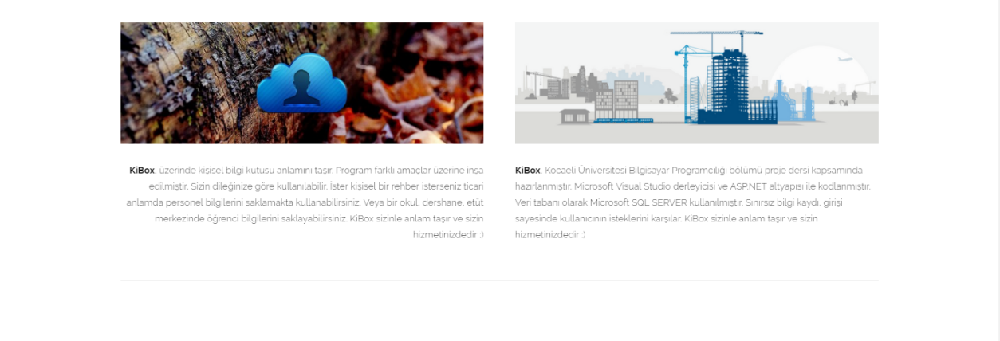 KiBox, üzerinde kişisel bilgi kutusu anlamını taşır. Program farklı amaçlar üzerine inşa
edilmiştir. Sizin dileğinize göre kullanılabilir. İster kişisel bir rehber isterseniz ticari
anlamda personel bilgilerini saklamakta kullanabilirsiniz. Veya bir okul, dershane, etüt
merkezinde öğrenci bilgilerini saklayabilirsiniz. KiBox sizinle anlam taşır ve sizin
hizmetinizdedir :)
KiBox, Kocaeli Üniversitesi Bilgisayar Programcılığı bölümü proje dersi kapsamında
hazırlanmıştır. Microsoft Visual Studio derleyicisi ve ASP.NET altyapısı ile kodlanmıştır.
Veri tabanı olarak Microsoft SQL SERVER kullanılmıştır. Sınırsız bilgi kaydı, girişi
sayesinde kullanıcının isteklerini karşılar. KiBox sizinle anlam taşır ve sizin
hizmetinizdedir :)